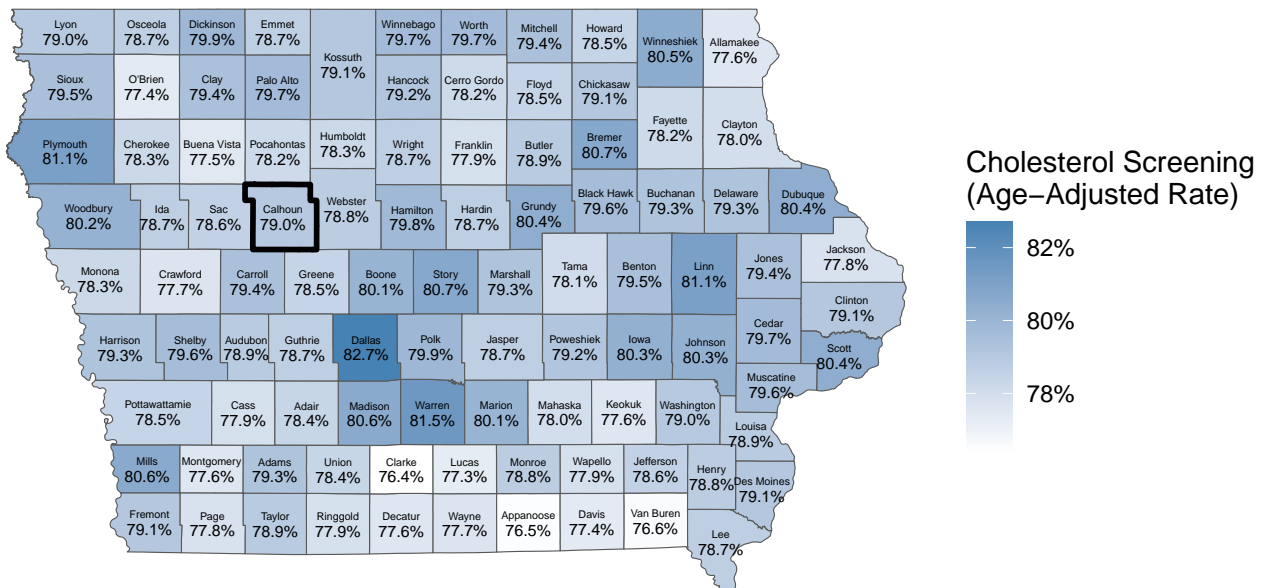 Lyon
79.0%
Osceola
78.7%
Dickinson
79.9%
Emmet
78.7%
Kossuth
79.1%
Winnebago
79.7%
Worth
79.7%
Mitchell
79.4%
Howard
78.5%
Winneshiek
80.5%
Allamakee
77.6%
Sioux
79.5%
O'Brien
77.4%
Clay
79.4%
Palo Alto
79.7%
Hancock
79.2%
Cerro Gordo
78.2%
Floyd
78.5%
Chickasaw
79.1%
Fayette
78.2%
Clayton
78.0%
Plymouth
81.1%
Cherokee
78.3%
Buena Vista
77.5%
Pocahontas
78.2%
Humboldt
78.3%
Wright
78.7%
Franklin
77.9%
Butler
78.9%
Bremer
80.7%
Woodbury
80.2%
Ida
78.7%
Sac
78.6%
Calhoun
79.0%
Webster
78.8%
Hamilton
79.8%
Hardin
78.7%
Grundy
80.4%
Black Hawk
79.6%
Buchanan
79.3%
Delaware
79.3%
Dubuque
80.4%
Monona
78.3%
Crawford
77.7%
Carroll
79.4%
Greene
78.5%
Boone
80.1%
Story
80.7%
Marshall
79.3%
Tama
78.1%
Benton
79.5%
Linn
81.1%
Jones
79.4%
Jackson
77.8%
Clinton
79.1%
Harrison
79.3%
Shelby
79.6%
Audubon
78.9%
Guthrie
78.7%
Dallas
82.7%
Polk
79.9%
Jasper
78.7%
Poweshiek
79.2%
Iowa
80.3%
Johnson
80.3%
Cedar
79.7%
Scott
80.4%
Muscatine
79.6%
Pottawattamie
78.5%
Cass
77.9%
Adair
78.4%
Madison
80.6%
Warren
81.5%
Marion
80.1%
Mahaska
78.0%
Keokuk
77.6%
Washington
79.0%
Louisa
78.9%
Mills
80.6%
Montgomery
77.6%
Adams
79.3%
Union
78.4%
Clarke
76.4%
Lucas
77.3%
Monroe
78.8%
Wapello
77.9%
Jefferson
78.6%
Henry
78.8%
Des Moines
79.1%
Fremont
79.1%
Page
77.8%
Taylor
78.9%
Ringgold
77.9%
Decatur
77.6%
Wayne
77.7%
Appanoose
76.5%
Davis
77.4%
Van Buren
76.6%
Lee
78.7%
Cholesterol Screening
(Age−Adjusted Rate)
82%
80%
78%